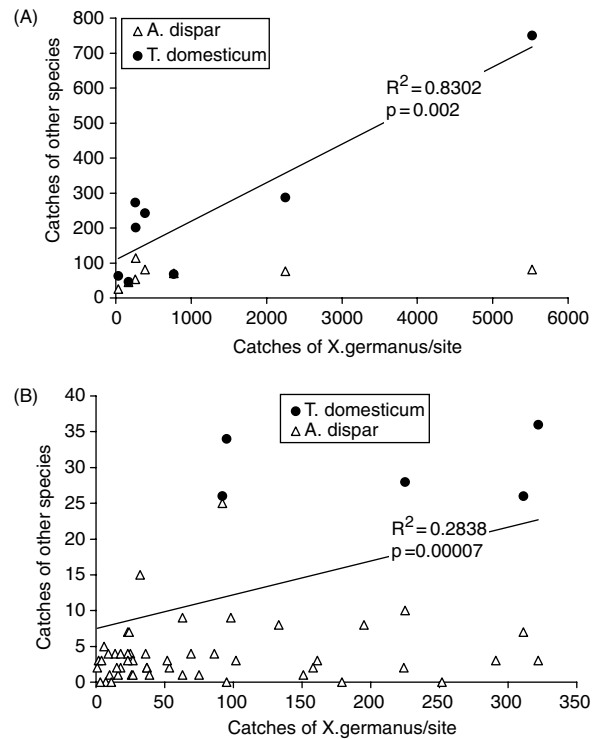 (A)
A. dispar
T. domesticum
800
700
600
500
400
300
200
100
0
Catches of other species
R² = 0.8302
p = 0.002
0 1000 2000 3000 4000 5000 6000
Catches of X.germanus/site
(B)
T. domesticum
A. dispar
40
35
30
25
20
15
10
5
0
Catches of other species
R² = 0.2838
p = 0.00007
0 50 100 150 200 250 300 350
Catches of X.germanus/site